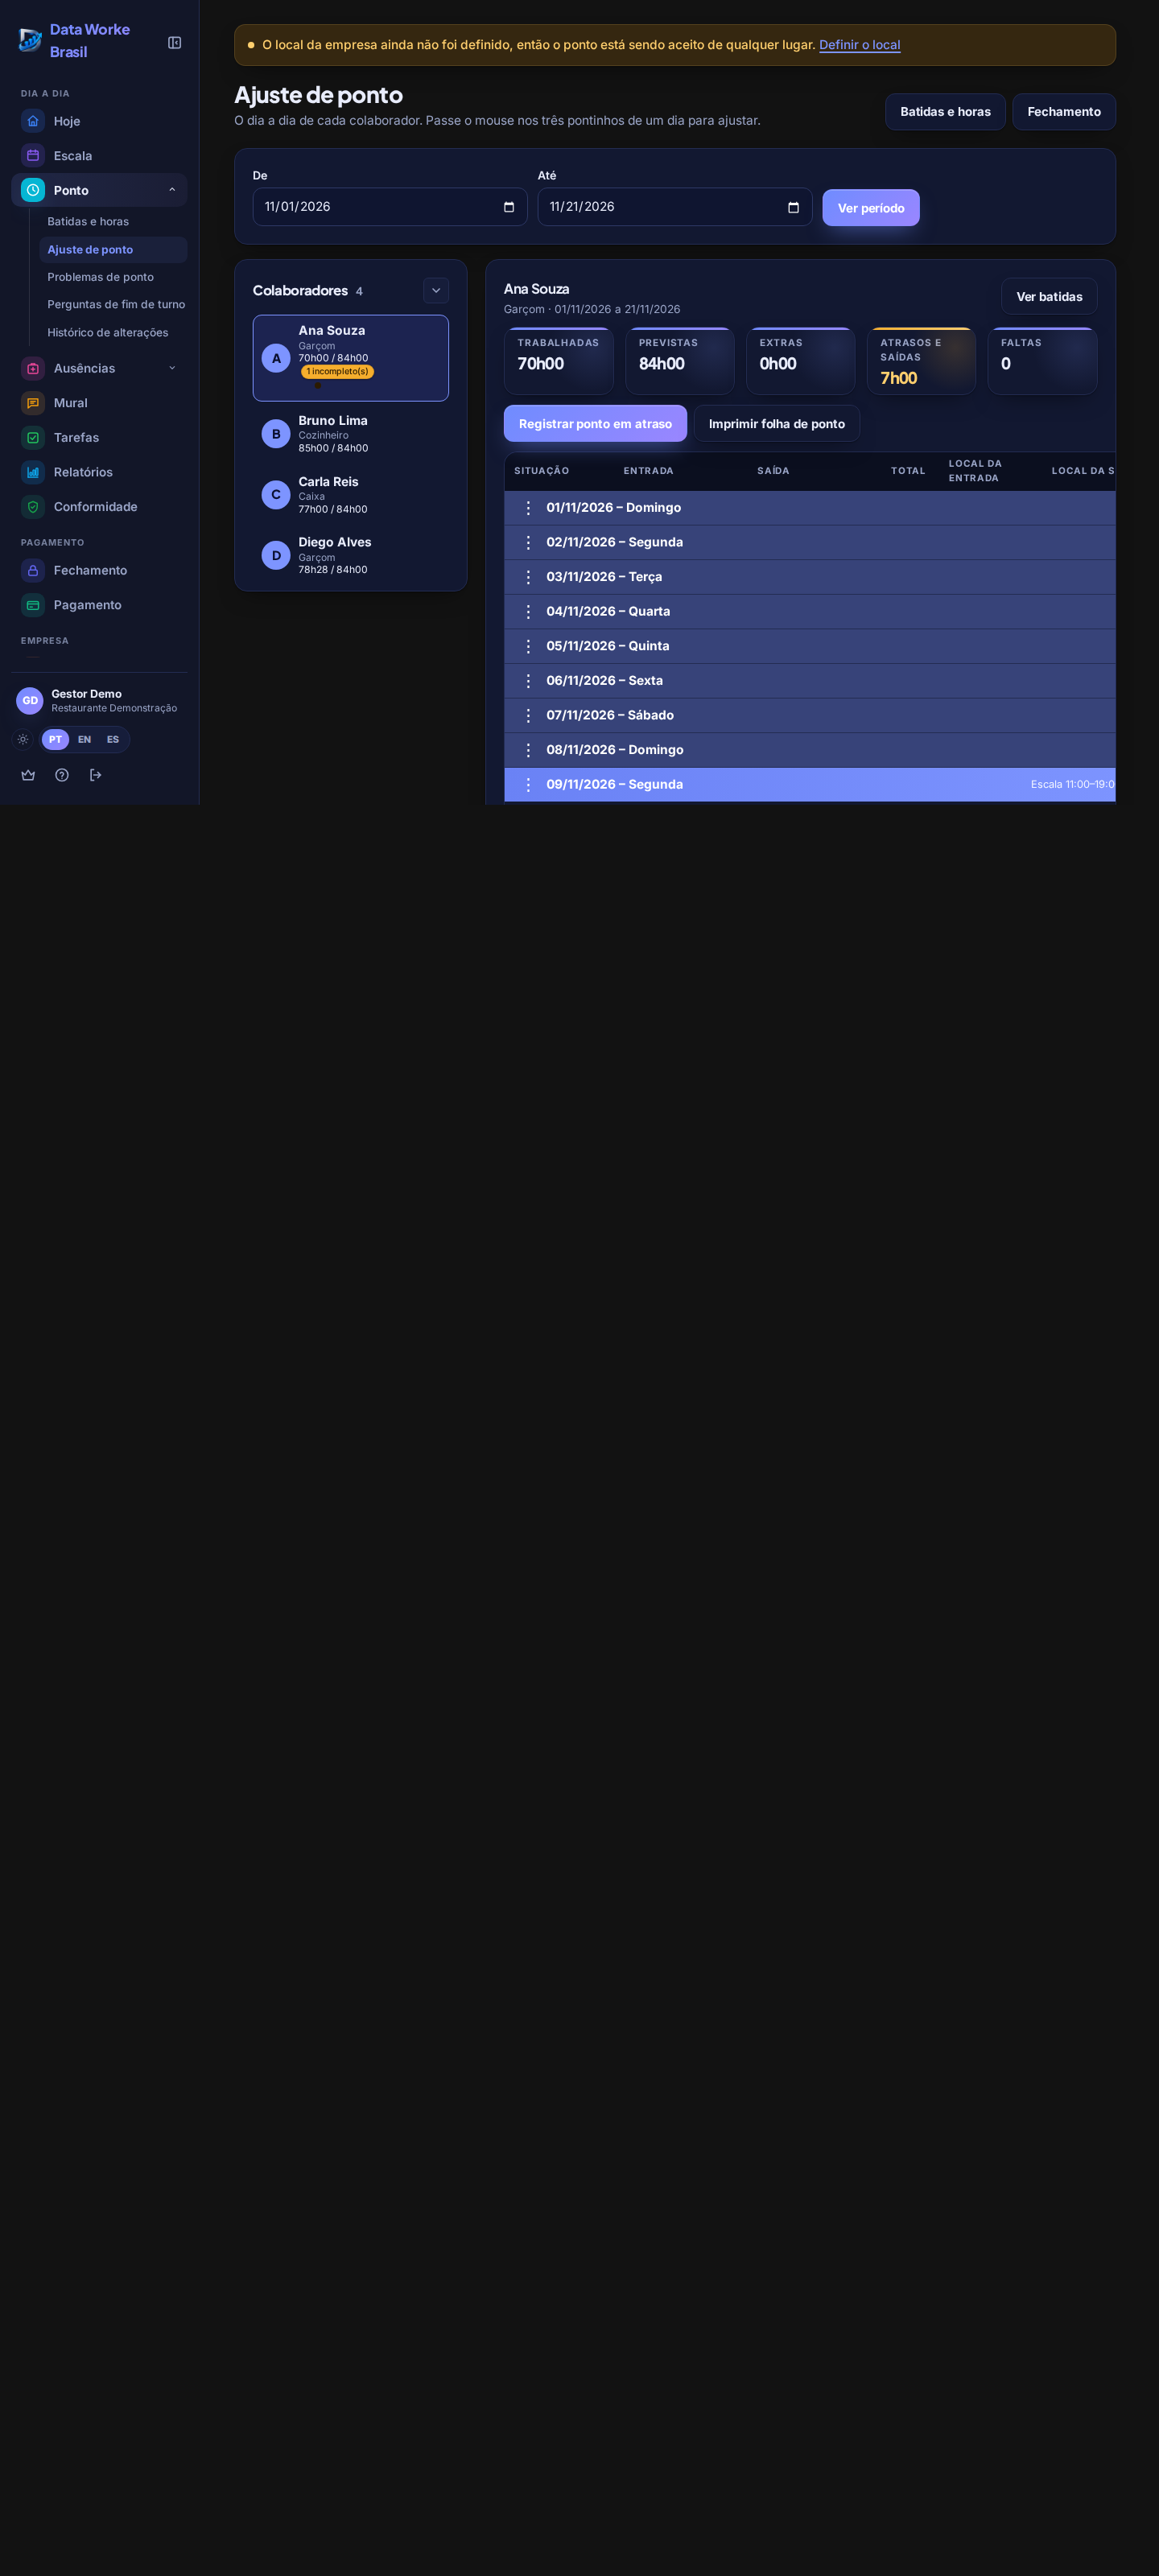 Data Worke
Brasil
DIA A DIA
Hoje
Escala
Ponto
Batidas e horas
Ajuste de ponto
Problemas de ponto
Perguntas de fim de turno
Histórico de alterações
Ausências
Mural
Tarefas
Relatórios
Conformidade
PAGAMENTO
Fechamento
Pagamento
EMPRESA
GD
Gestor Demo
Restaurante Demonstração
PT EN ES
O local da empresa ainda não foi definido, então o ponto está sendo aceito de qualquer lugar. Definir o local
Ajuste de ponto
O dia a dia de cada colaborador. Passe o mouse nos três pontinhos de um dia para ajustar.
Batidas e horas
Fechamento
De
11/01/2026
Até
11/21/2026
Ver período
Colaboradores 4
A
Ana Souza
Garçom
70h00 / 84h00
1 incompleto(s)
B
Bruno Lima
Cozinheiro
85h00 / 84h00
C
Carla Reis
Caixa
77h00 / 84h00
D
Diego Alves
Garçom
78h28 / 84h00
Ana Souza
Garçom · 01/11/2026 a 21/11/2026
Ver batidas
TRABALHADAS
70h00
PREVISTAS
84h00
EXTRAS
0h00
ATRASOS E
SAÍDAS
7h00
FALTAS
0
Registrar ponto em atraso
Imprimir folha de ponto
SITUAÇÃO ENTRADA SAÍDA TOTAL LOCAL DA
ENTRADA LOCAL DA S
01/11/2026 – Domingo
02/11/2026 – Segunda
03/11/2026 – Terça
04/11/2026 – Quarta
05/11/2026 – Quinta
06/11/2026 – Sexta
07/11/2026 – Sábado
08/11/2026 – Domingo
09/11/2026 – Segunda Escala 11:00–19:0